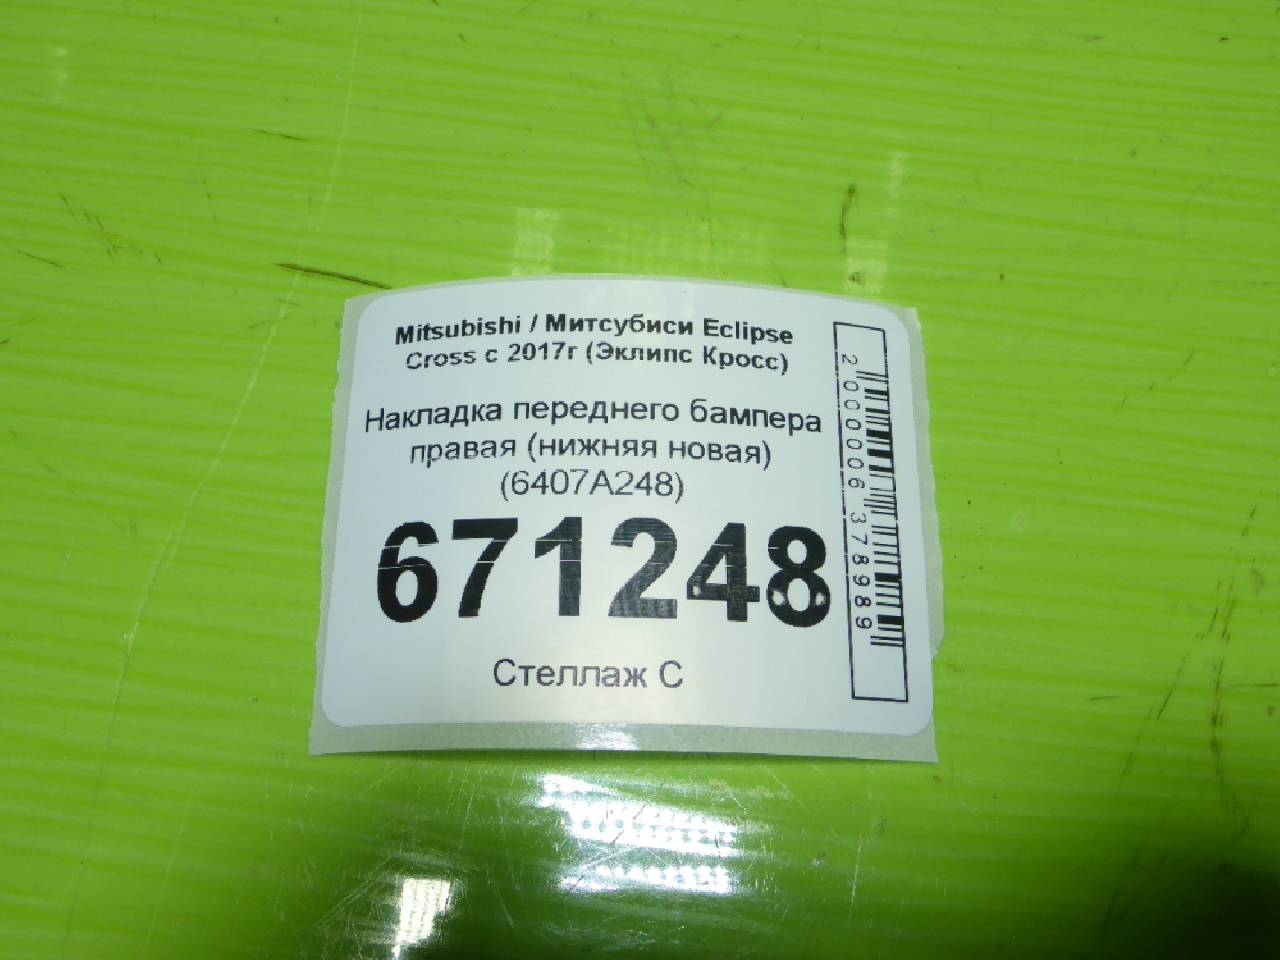 Mitsubishi / Митсубиси Eclipse
Cross с 2017г (Эклипс Кросс)
Накладка переднего бампера
правая (нижняя новая)
(6407A248)
671248
Стеллаж С
2000006378989